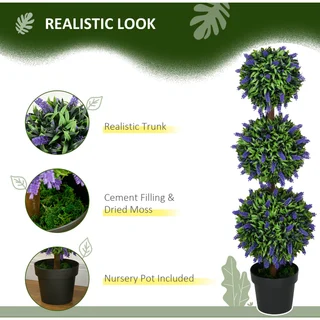 REALISTIC LOOK
Realistic Trunk
Cement Filling &
Dried Moss
Nursery Pot Included